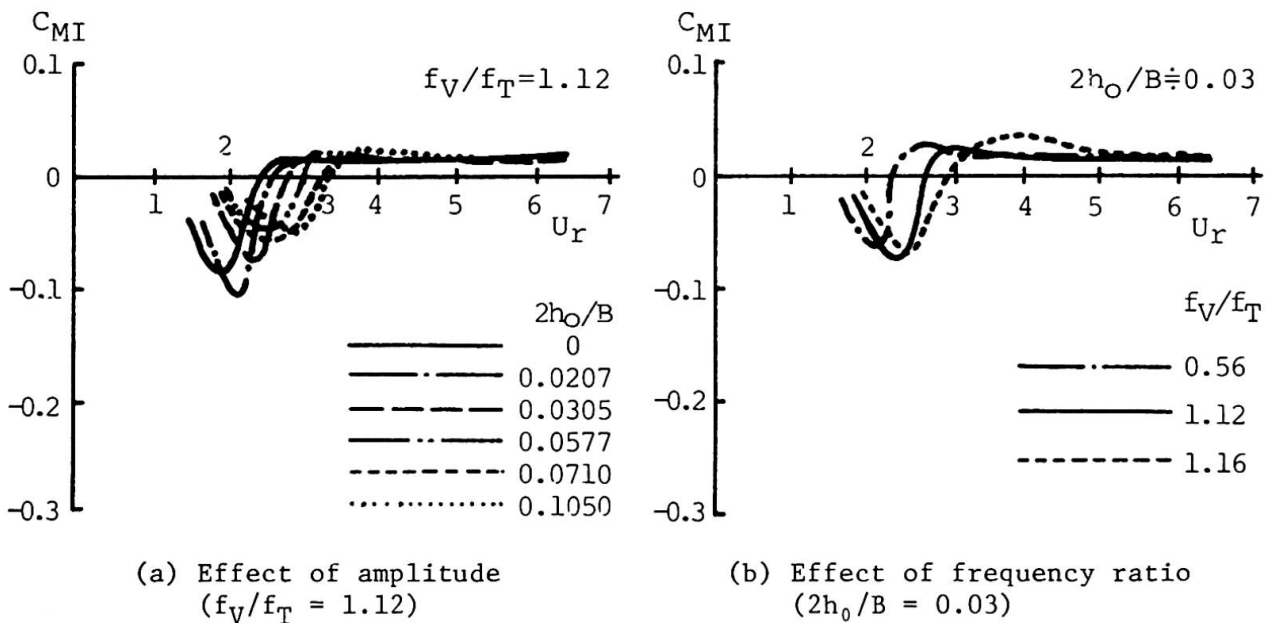 C_MI
0.1
f_V/f_T=1.12
2
0
1
3
4
5
6
7
U_r
−0.1
2h_o/B
0
0.0207
−0.2
0.0305
0.0577
0.0710
−0.3
0.1050
(a) Effect of amplitude
(f_V/f_T = 1.12)
C_MI
0.1
2h_o/B≒0.03
2
0
1
3
4
5
6
7
U_r
−0.1
f_V/f_T
0.56
−0.2
1.12
1.16
−0.3
(b) Effect of frequency ratio
(2h_0/B = 0.03)